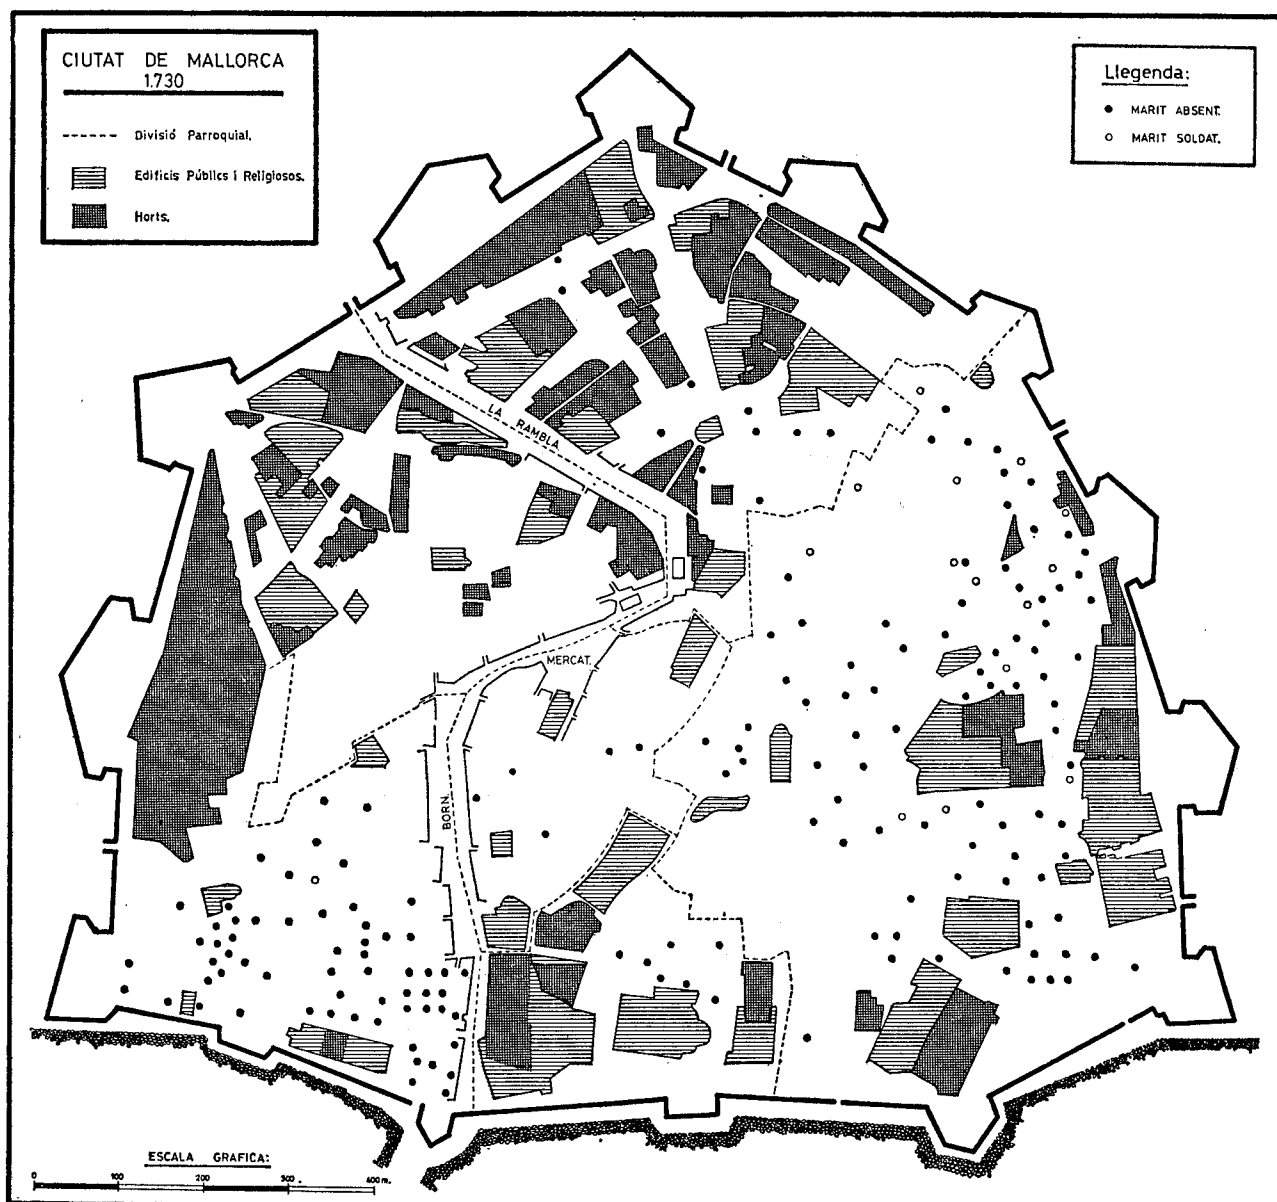 CIUTAT DE MALLORCA
1.730
Divisió Parroquial.
Edificis Públics i Religiosos.
Horts.
Llegenda:
MARIT ABSENT.
MARIT SOLDAT.
LA RAMBLA
MERCAT.
BORN.
ESCALA GRAFICA:
0 100 200 300 400 m.